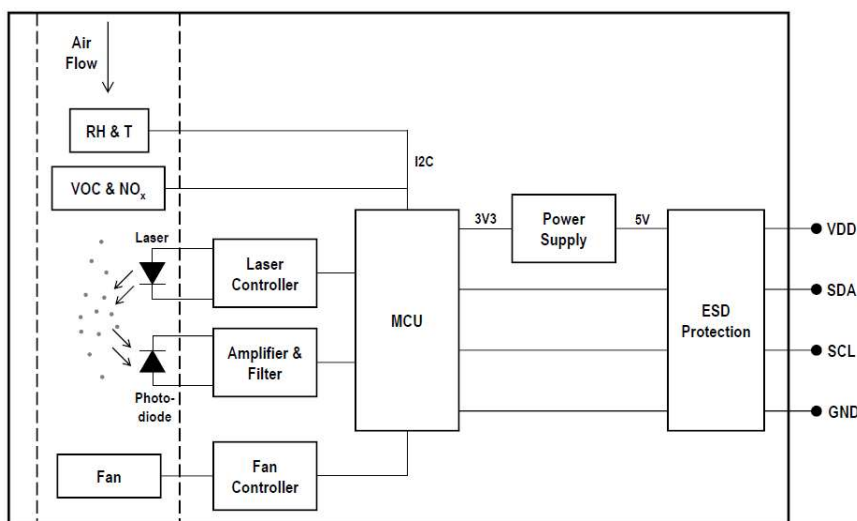 Air
Flow
RH & T
I2C
VOC & NOx
3V3
Power
Supply
5V
VDD
Laser
Laser
Controller
MCU
ESD
Protection
SDA
Amplifier &
Filter
SCL
Photo-
diode
GND
Fan
Fan
Controller